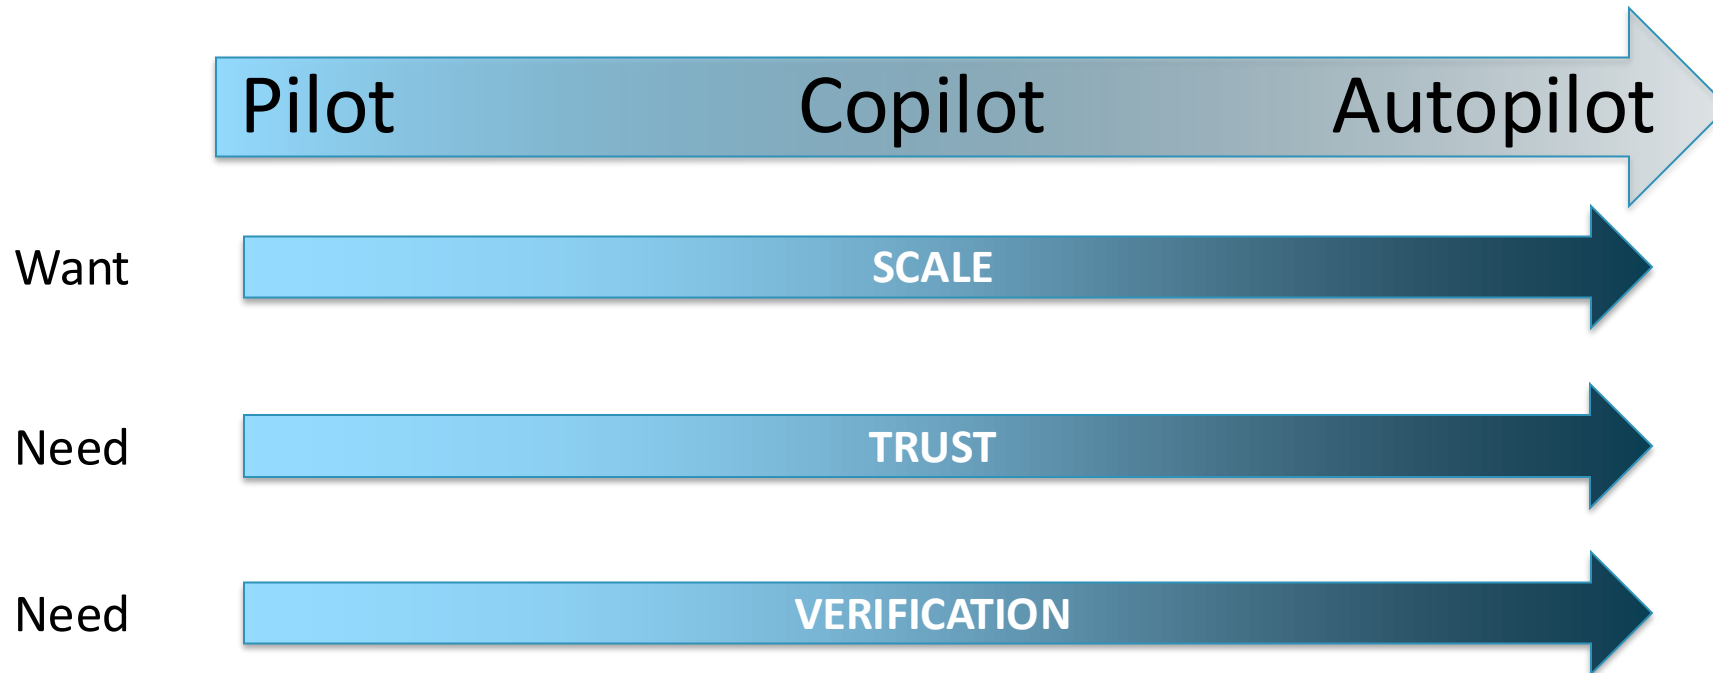 Pilot Copilot Autopilot
Want SCALE
Need TRUST
Need VERIFICATION